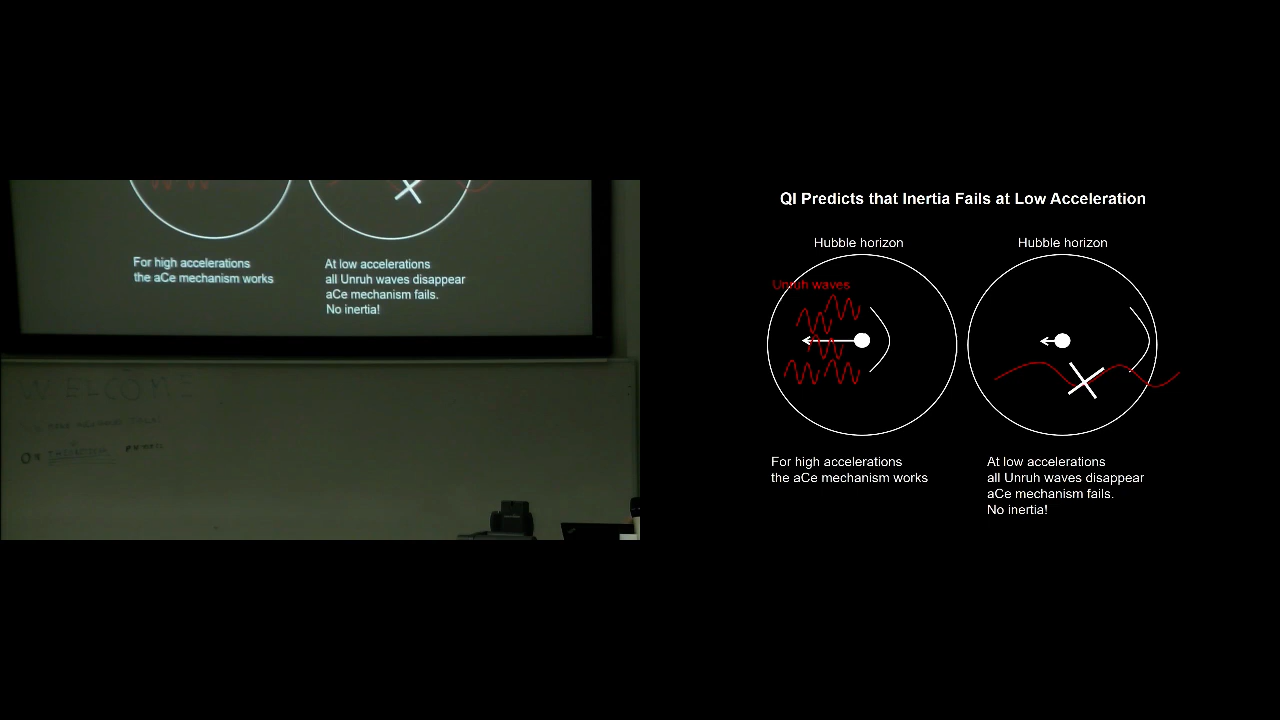 For high accelerations
the aCe mechanism works
At low accelerations
all Unruh waves disappear
aCe mechanism fails.
No inertia!
WELCOME
QI Predicts that Inertia Fails at Low Acceleration
Hubble horizon
Hubble horizon
Unruh waves
For high accelerations
the aCe mechanism works
At low accelerations
all Unruh waves disappear
aCe mechanism fails.
No inertia!